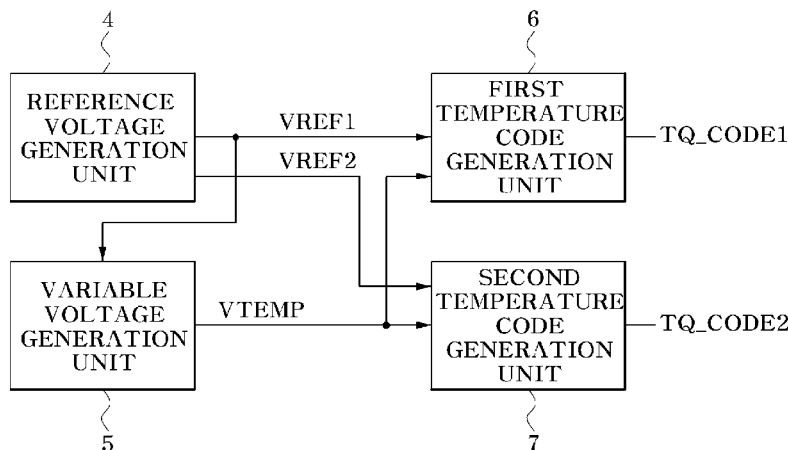 4
REFERENCE
VOLTAGE
GENERATION
UNIT
VREF1
VREF2
6
FIRST
TEMPERATURE
CODE
GENERATION
UNIT
TQ_CODE1
VARIABLE
VOLTAGE
GENERATION
UNIT
5
VTEMP
SECOND
TEMPERATURE
CODE
GENERATION
UNIT
7
TQ_CODE2